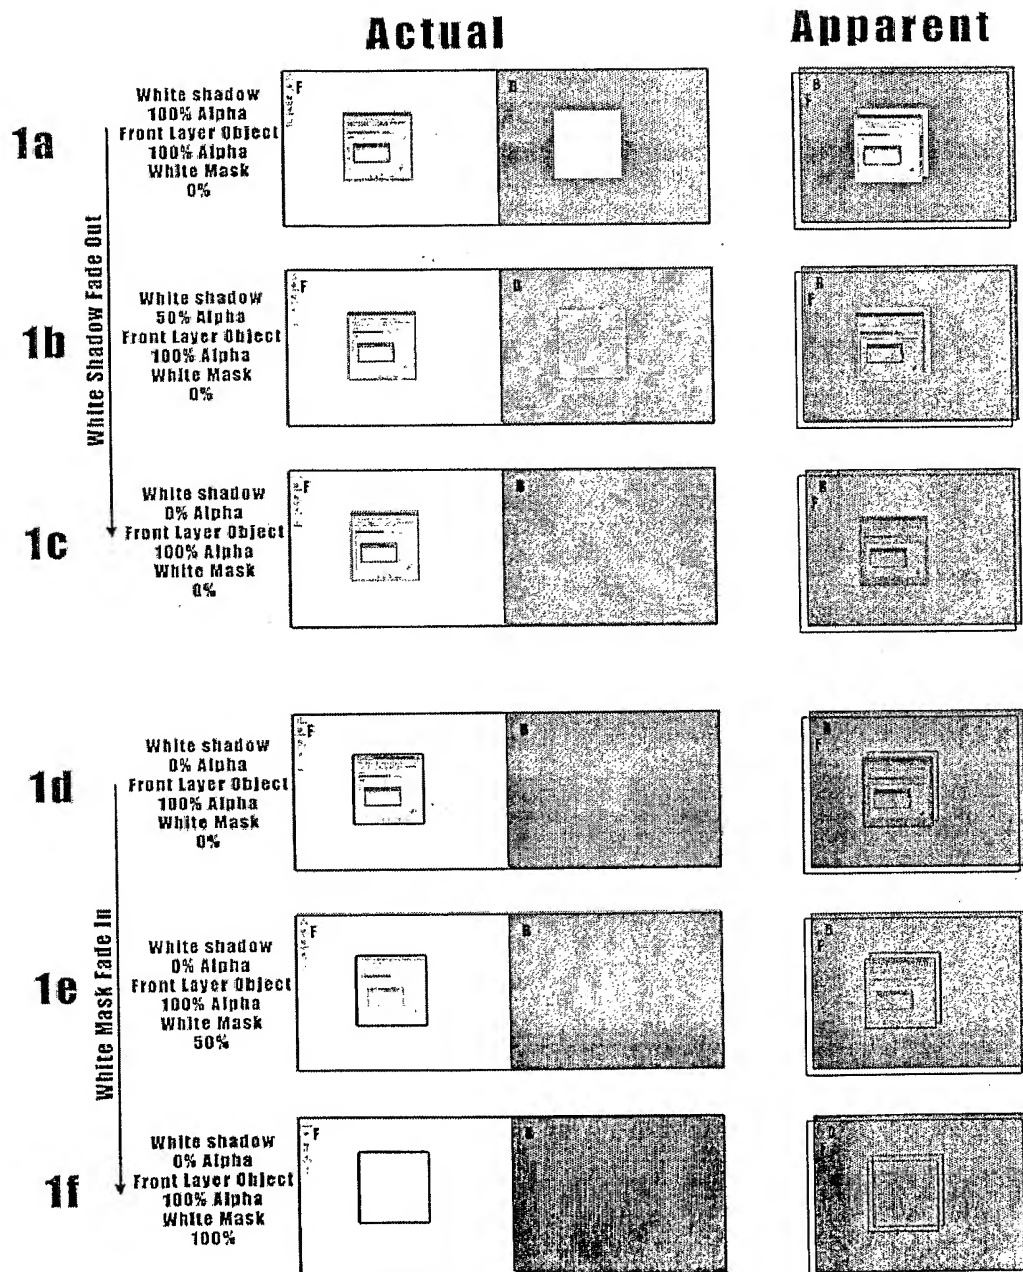 Actual
Apparent
1a
White shadow
100% Alpha
Front Layer Object
100% Alpha
White Mask
0%
F
B
F
White Shadow Fade Out
1b
White shadow
50% Alpha
Front Layer Object
100% Alpha
White Mask
0%
F
F
1c
White shadow
0% Alpha
Front Layer Object
100% Alpha
White Mask
0%
F
B
F
1d
White shadow
0% Alpha
Front Layer Object
100% Alpha
White Mask
0%
F
F
White Mask Fade In
1e
White shadow
0% Alpha
Front Layer Object
100% Alpha
White Mask
50%
F
B
B
F
1f
White shadow
0% Alpha
Front Layer Object
100% Alpha
White Mask
100%
F